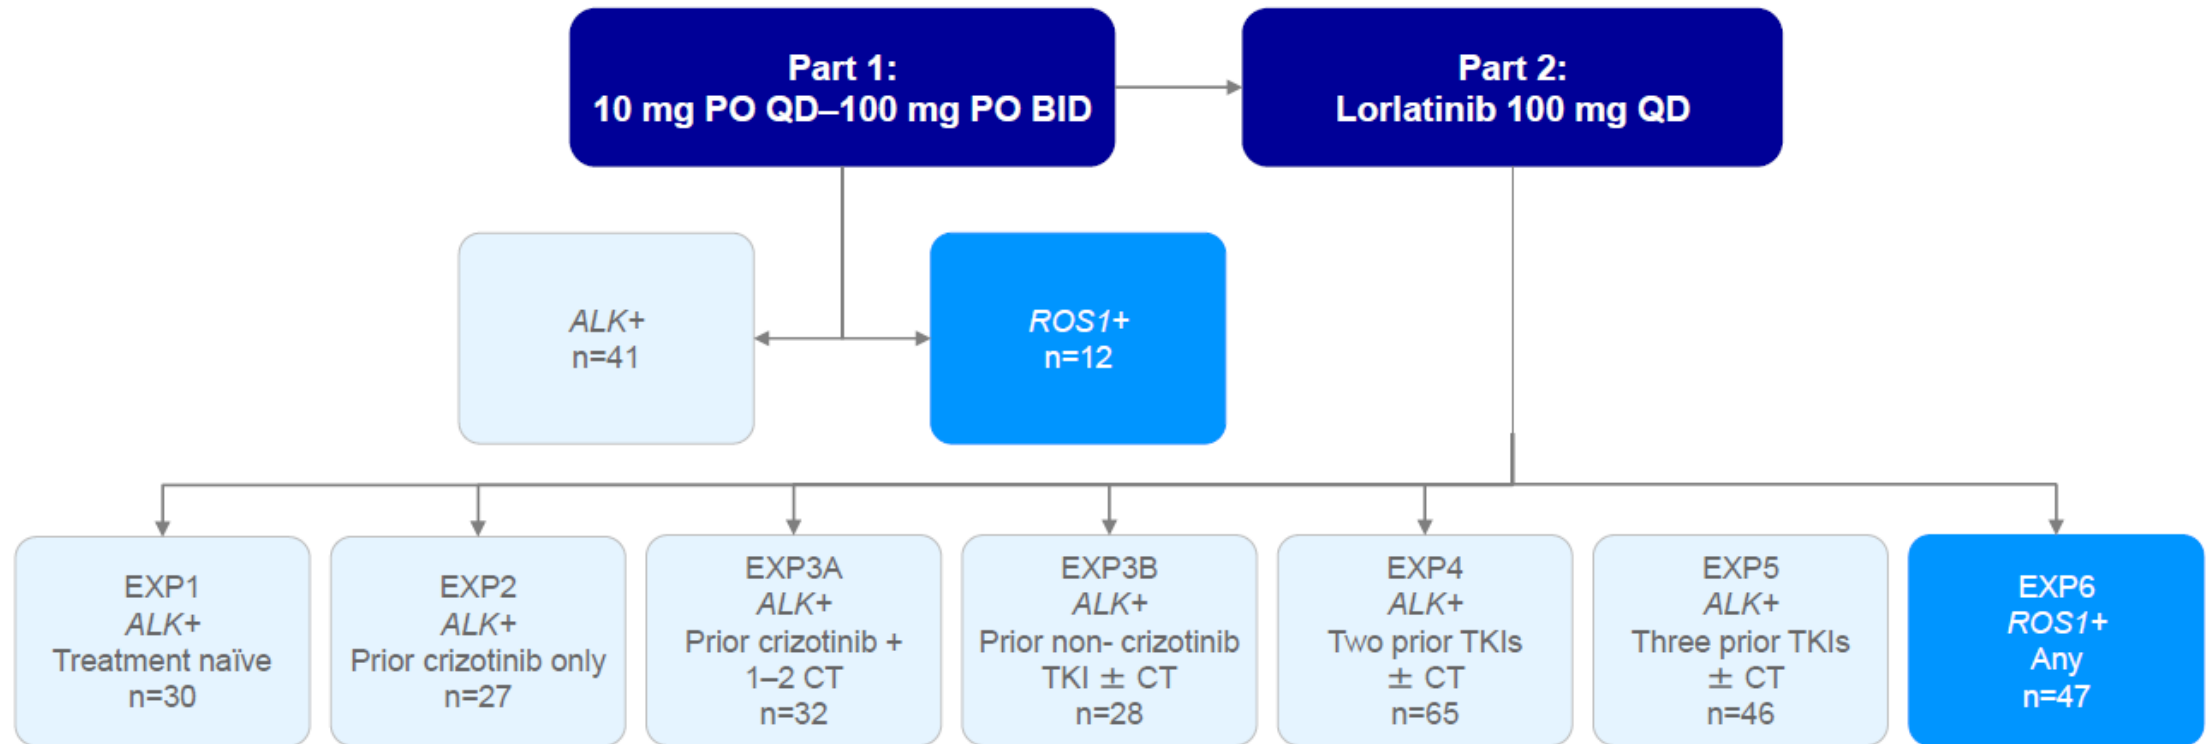 Part 1:
10 mg PO QD–100 mg PO BID
Part 2:
Lorlatinib 100 mg QD
ALK+
n=41
ROS1+
n=12
EXP1
ALK+
Treatment naïve
n=30
EXP2
ALK+
Prior crizotinib only
n=27
EXP3A
ALK+
Prior crizotinib +
1–2 CT
n=32
EXP3B
ALK+
Prior non- crizotinib
TKI ± CT
n=28
EXP4
ALK+
Two prior TKIs
± CT
n=65
EXP5
ALK+
Three prior TKIs
± CT
n=46
EXP6
ROS1+
Any
n=47